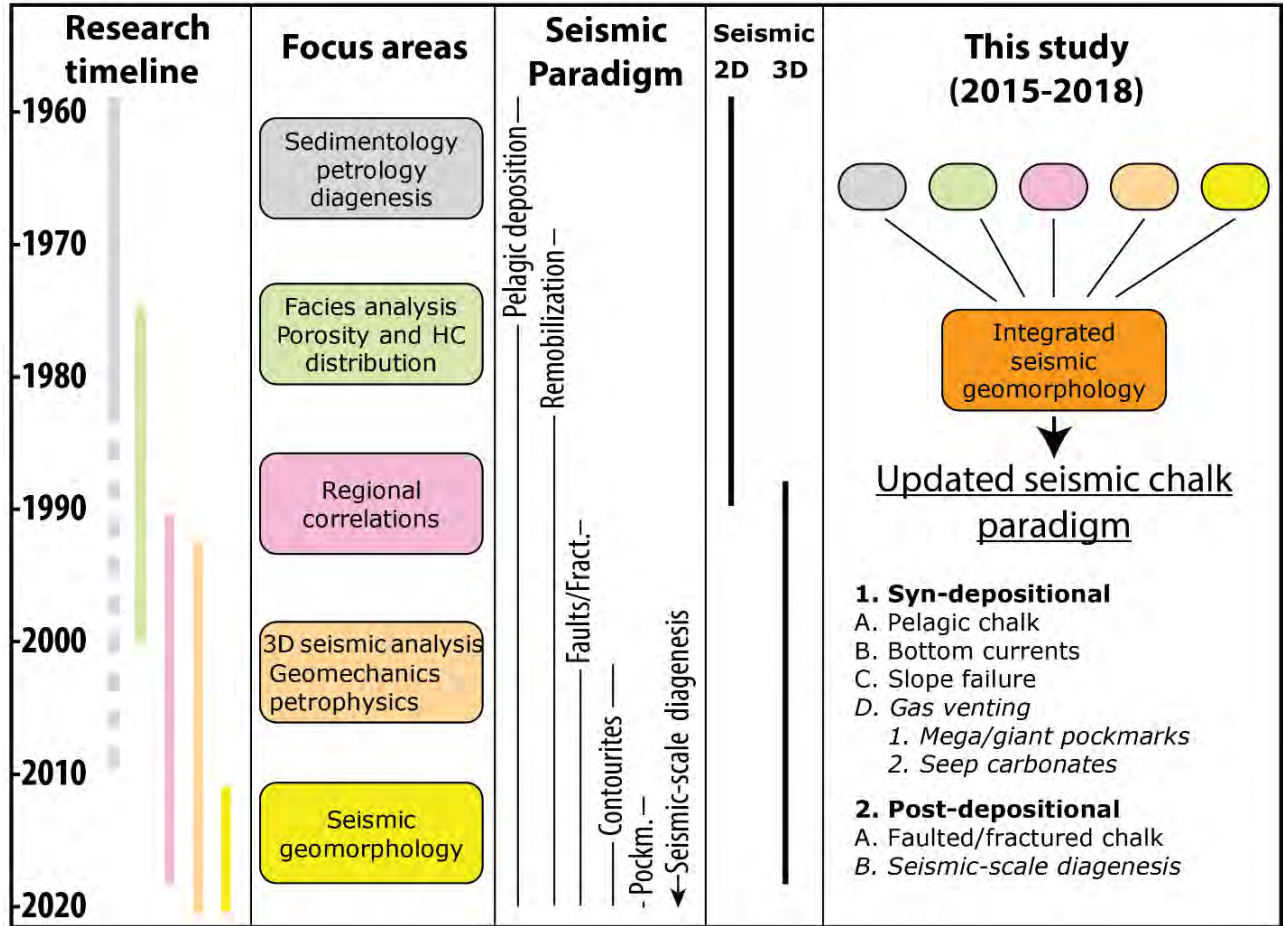 Research
timeline
-1960
-1970
-1980
-1990
-2000
-2010
-2020
Focus areas
Sedimentology
petrology
diagenesis
Facies analysis
Porosity and HC
distribution
Regional
correlations
3D seismic analysis
Geomechanics
petrophysics
Seismic
geomorphology
Seismic
Paradigm
Pelagic deposition
Remobilization
Faults/Fract.
Contourites
Pockm.
Seismic-scale diagenesis
Seismic
2D 3D
This study
(2015-2018)
Integrated
seismic
geomorphology
Updated seismic chalk
paradigm
1. Syn-depositional
A. Pelagic chalk
B. Bottom currents
C. Slope failure
D. Gas venting
1. Mega/giant pockmarks
2. Seep carbonates
2. Post-depositional
A. Faulted/fractured chalk
B. Seismic-scale diagenesis